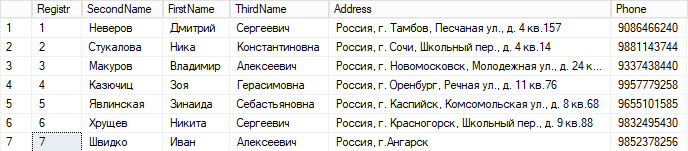 Registr SecondName FirstName ThirdName Address Phone
1 1 Неверов Дмитрий Сергеевич Россия, г. Тамбов, Песчаная ул., д. 4 кв.157 9086466240
2 2 Стукалова Ника Константиновна Россия, г. Сочи, Школьный пер., д. 4 кв.14 9881143744
3 3 Макуров Владимир Алексеевич Россия, г. Новомосковск, Молодежная ул., д. 24 к... 9337438440
4 4 Казючиц Зоя Герасимовна Россия, г. Оренбург, Речная ул., д. 11 кв.76 9957779258
5 5 Явлинская Зинаида Себастьяновна Россия, г. Каспийск, Комсомольская ул., д. 8 кв.68 9655101585
6 6 Хрущев Никита Сергеевич Россия, г. Красногорск, Школьный пер., д. 9 кв.88 9832495430
7 7 Швидко Иван Алексеевич Россия, г.Ангарск 9852378256